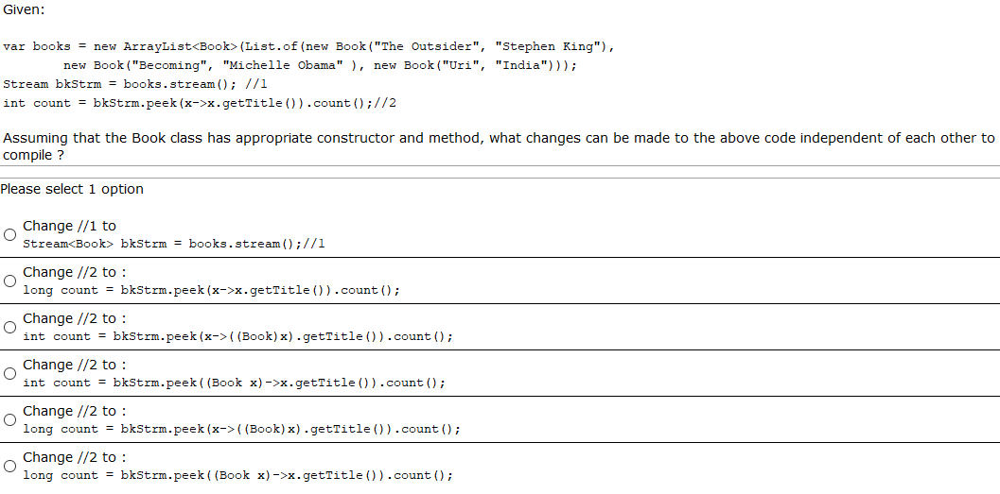 Given:
var books = new ArrayList<Book>(List.of(new Book("The Outsider", "Stephen King"),
new Book("Becoming", "Michelle Obama" ), new Book("Uri", "India")));
Stream bkStrm = books.stream(); //1
int count = bkStrm.peek(x->x.getTitle()).count();//2
Assuming that the Book class has appropriate constructor and method, what changes can be made to the above code independent of each other to
compile ?
Please select 1 option
Change //1 to
Stream<Book> bkStrm = books.stream();//1
Change //2 to :
long count = bkStrm.peek(x->x.getTitle()).count();
Change //2 to :
int count = bkStrm.peek(x->((Book)x).getTitle()).count();
Change //2 to :
int count = bkStrm.peek((Book x)->x.getTitle()).count();
Change //2 to :
long count = bkStrm.peek(x->((Book)x).getTitle()).count();
Change //2 to :
long count = bkStrm.peek((Book x)->x.getTitle()).count();